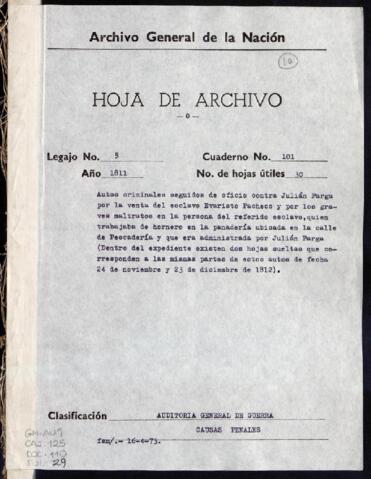 Archivo General de la Nación
10
HOJA DE ARCHIVO
— o —
Legajo No. 5 Cuaderno No. 101
Año 1811 No. de hojas útiles 30
Autos originales seguidos de oficio contra Julián Parga
por la venta del esclavo Evaristo Pacheco y por los gra-
ves maltratos en la persona del referido esclavo, quien
trabajaba de hornero en la panadería ubicada en la calle
de Pescadería y que era administrada por Julián Parga
(Dentro del expediente existen dos hojas sueltas que co-
rresponden a las mismas partes de estos autos de fecha
24 de noviembre y 23 de diciembre de 1812).
Clasificación AUDITORIA GENERAL DE GUERRA
CAUSAS PENALES
fam/.- 16-4-73.
CAJ. 125
DOC. 110
29